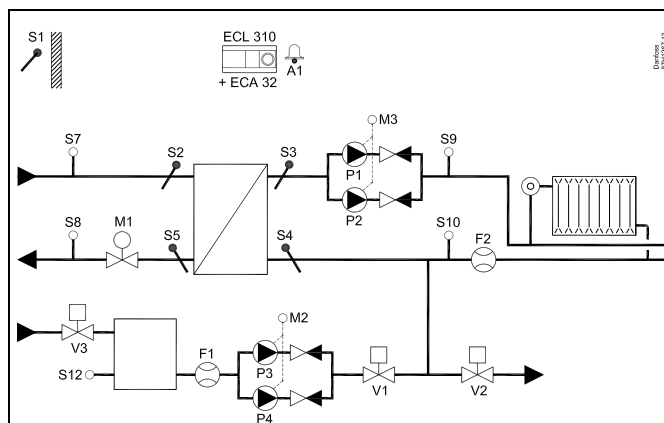 S1
ECL 310
A1
+ ECA 32
Danfoss
M3
S7
S2
S3
S9
P1
P2
S8
M1
S5
S4
S10
F2
M2
V3
S12
F1
P3
P4
V1
V2